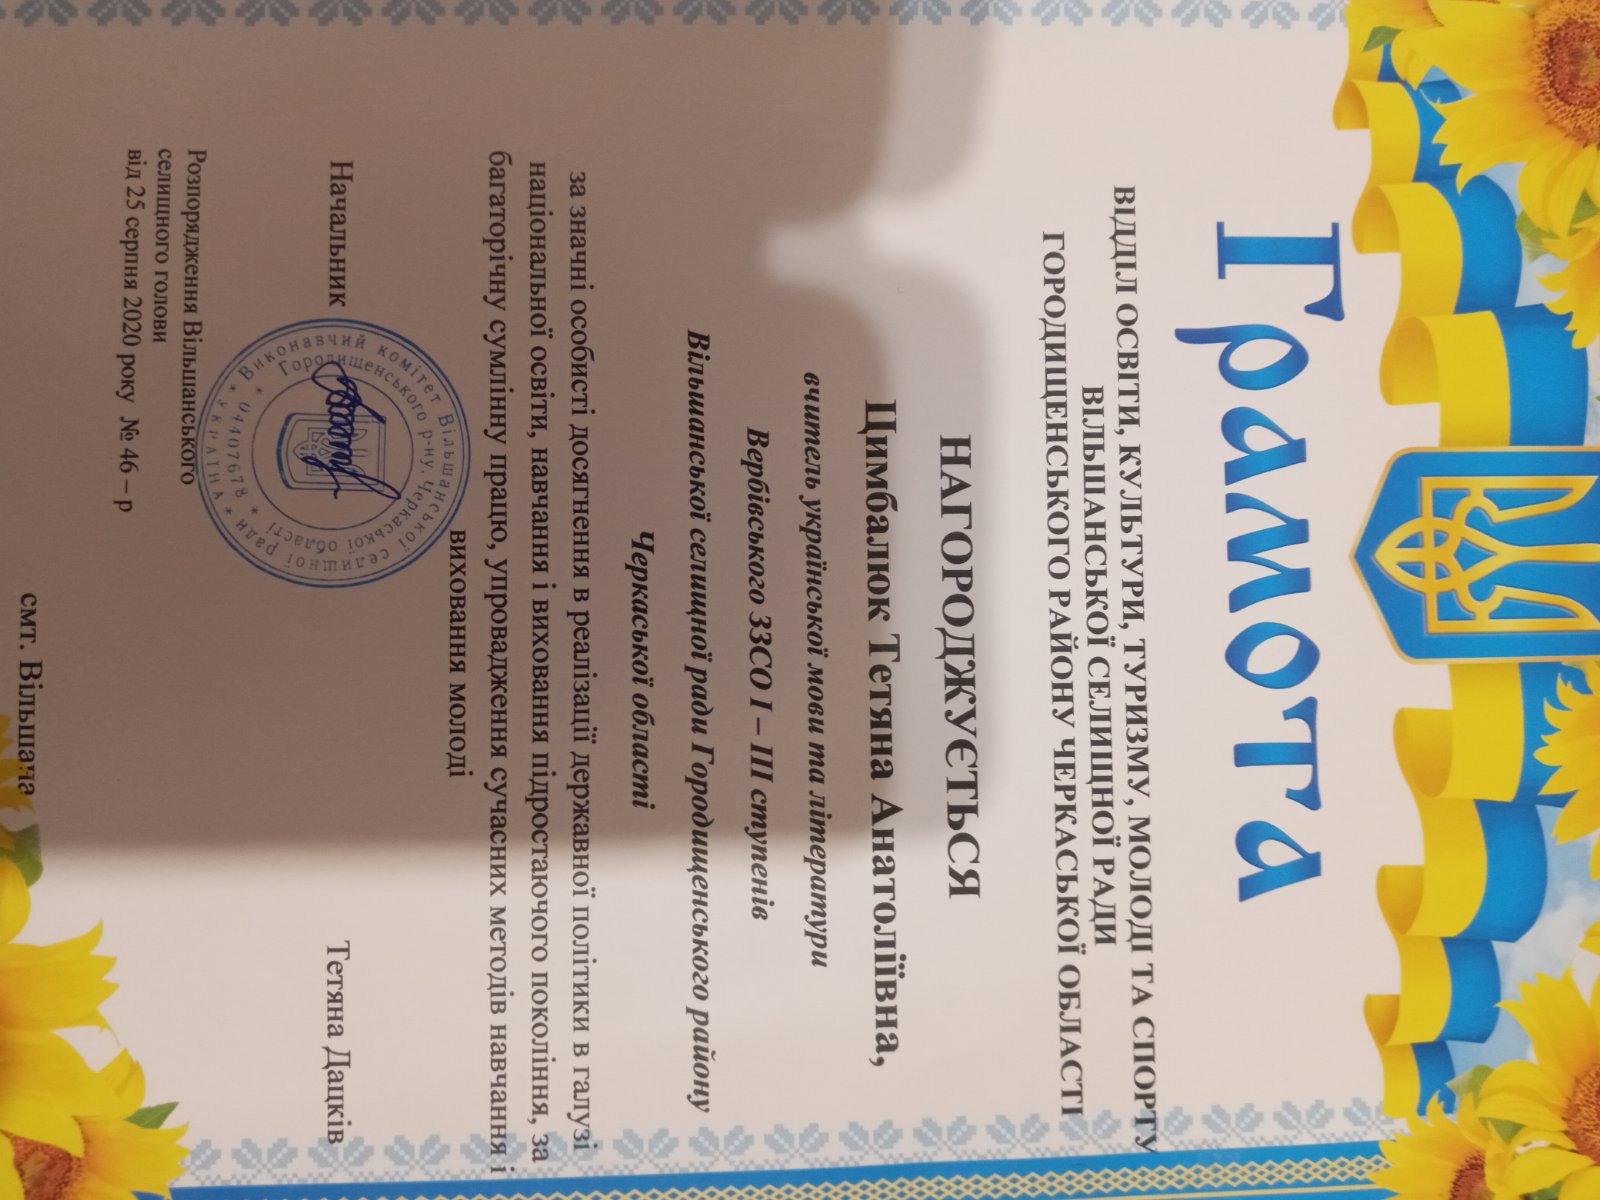 Грамота
ВІДДІЛ ОСВІТИ, КУЛЬТУРИ, ТУРИЗМУ, МОЛОДІ ТА СПОРТУ
ВІЛЬШАНСЬКОЇ СЕЛИЩНОЇ РАДИ
ГОРОДИЩЕНСЬКОГО РАЙОНУ ЧЕРКАСЬКОЇ ОБЛАСТІ
НАГОРОДЖУЄТЬСЯ
Цимбалюк Тетяна Анатоліївна,
вчитель української мови та літератури
Вербівського ЗЗСО І – ІІІ ступенів
Вільшанської селищної ради Городищенського району
Черкаської області
за значні особисті досягнення в реалізації державної політики в галузі
національної освіти, навчання і виховання підростаючого покоління, за
багаторічну сумлінну працю, упровадження сучасних методів навчання і
виховання молоді
Начальник
Тетяна Дацків
* Виконавчий комітет Вільшанської селищної ради *
УКРАЇНА
Городищенського р-ну. Черкаської області
* 04407678 *
Розпорядження Вільшанського
селищного голови
від 25 серпня 2020 року № 46 – р
смт. Вільшана